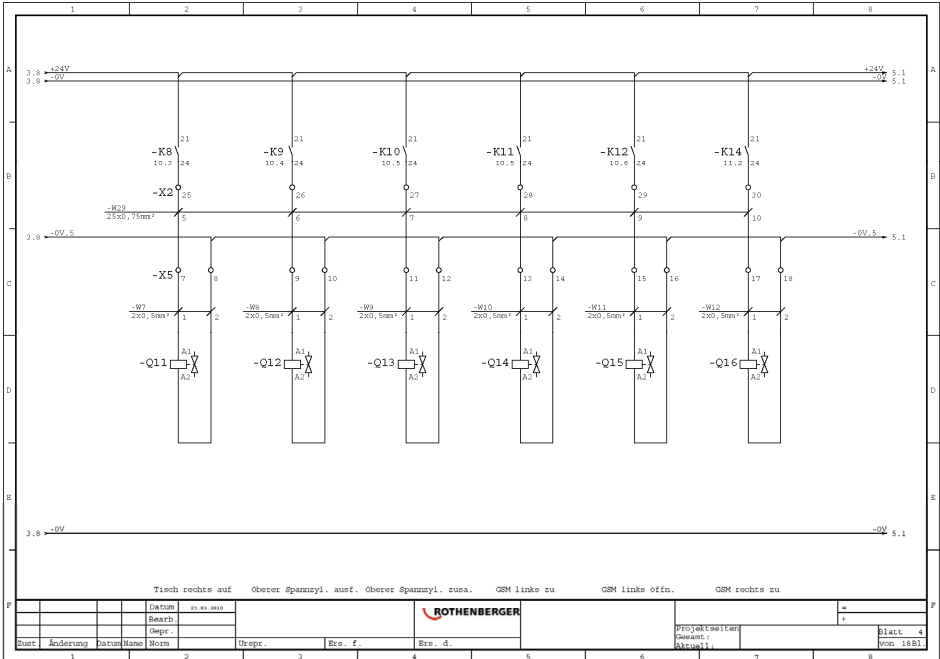 1 2 3 4 5 6 7 8
A +24V +24V A
3.8 5.1
3.8 -0V -0V 5.1
21 21 21 21 21 21
-K8 -K9 -K10 -K11 -K12 -K14
10.3 24 10.4 24 10.5 24 10.5 24 10.6 24 11.2 24
B B
-X2 25 26 27 28 29 30
-W29
25x0,75mm² 5 6 7 8 9 10
3.8 -0V.5 -0V.5 5.1
-X5 7 8 9 10 11 12 13 14 15 16 17 18
C C
-W7 -W8 -W9 -W10 -W11 -W12
2x0,5mm² 1 2 2x0,5mm² 1 2 2x0,5mm² 1 2 2x0,5mm² 1 2 2x0,5mm² 1 2 2x0,5mm² 1 2
A1 A1 A1 A1 A1 A1
-Q11 -Q12 -Q13 -Q14 -Q15 -Q16
A2 A2 A2 A2 A2 A2
D D
E E
3.8 -0V -0V 5.1
Tisch rechts auf Oberer Spannzyl. ausf. Oberer Spannzyl. zusa. GSM links zu GSM links öffn. GSM rechts zu
F Datum ROTHENBERGER = F
Bearb. +
Gepr. Projektseiten Blatt 4
Gesamt:
Zust. Änderung Datum Name Norm Urspr. Ers. f. Ers. d. Aktuell: von 18Bl.
1 2 3 4 5 6 7 8